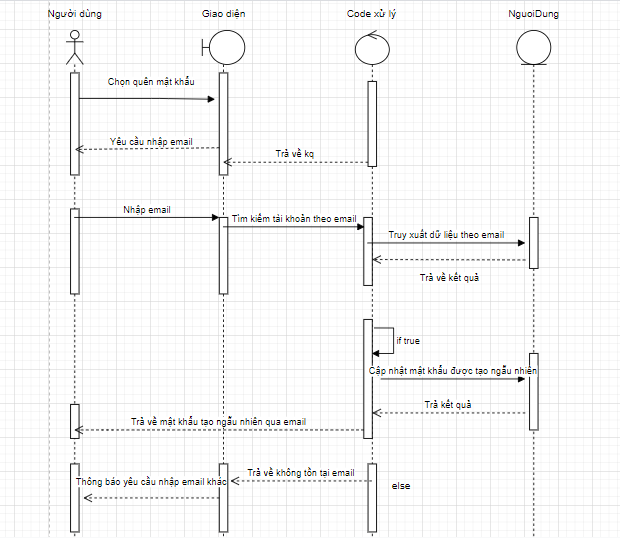 Người dùng
Giao diện
Code xử lý
NguoiDung
Chọn quên mật khẩu
Yêu cầu nhập email
Trả về kq
Nhập email
Tìm kiếm tài khoản theo email
Truy xuất dữ liệu theo email
Trả về kết quả
if true
Cập nhật mật khẩu được tạo ngẫu nhiên
Trả kết quả
Trả về mật khẩu tạo ngẫu nhiên qua email
Trả về không tồn tại email
Thông báo yêu cầu nhập email khác
else